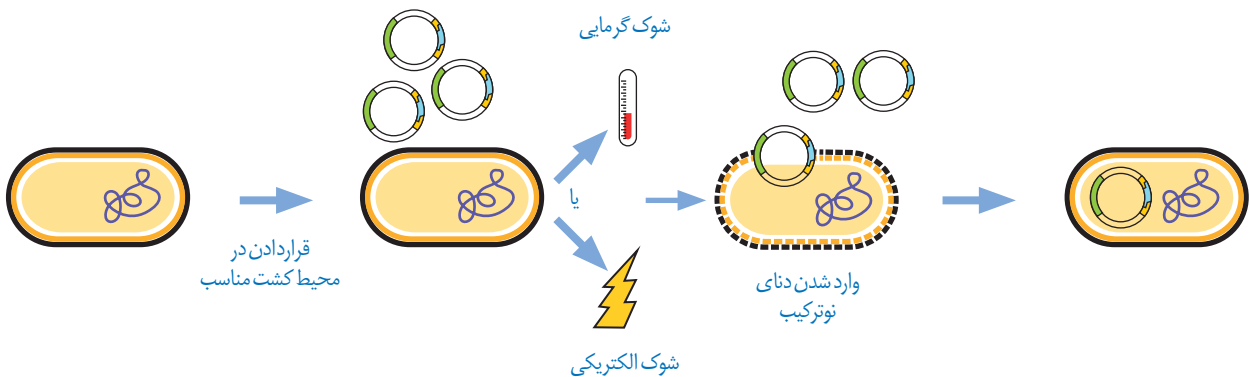 شوک گرمایی
یا
قراردادن در
محیط کشت مناسب
وارد شدن دنای
نوترکیب
شوک الکتریکی